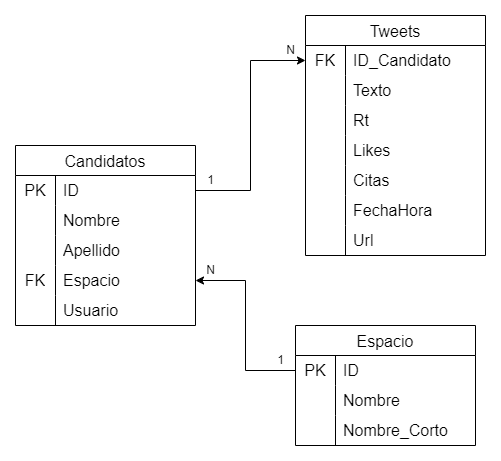 Tweets
FK ID_Candidato
Texto
Rt
Likes
Citas
FechaHora
Url
N
1
Candidatos
PK ID
Nombre
Apellido
FK Espacio
Usuario
N
1
Espacio
PK ID
Nombre
Nombre_Corto